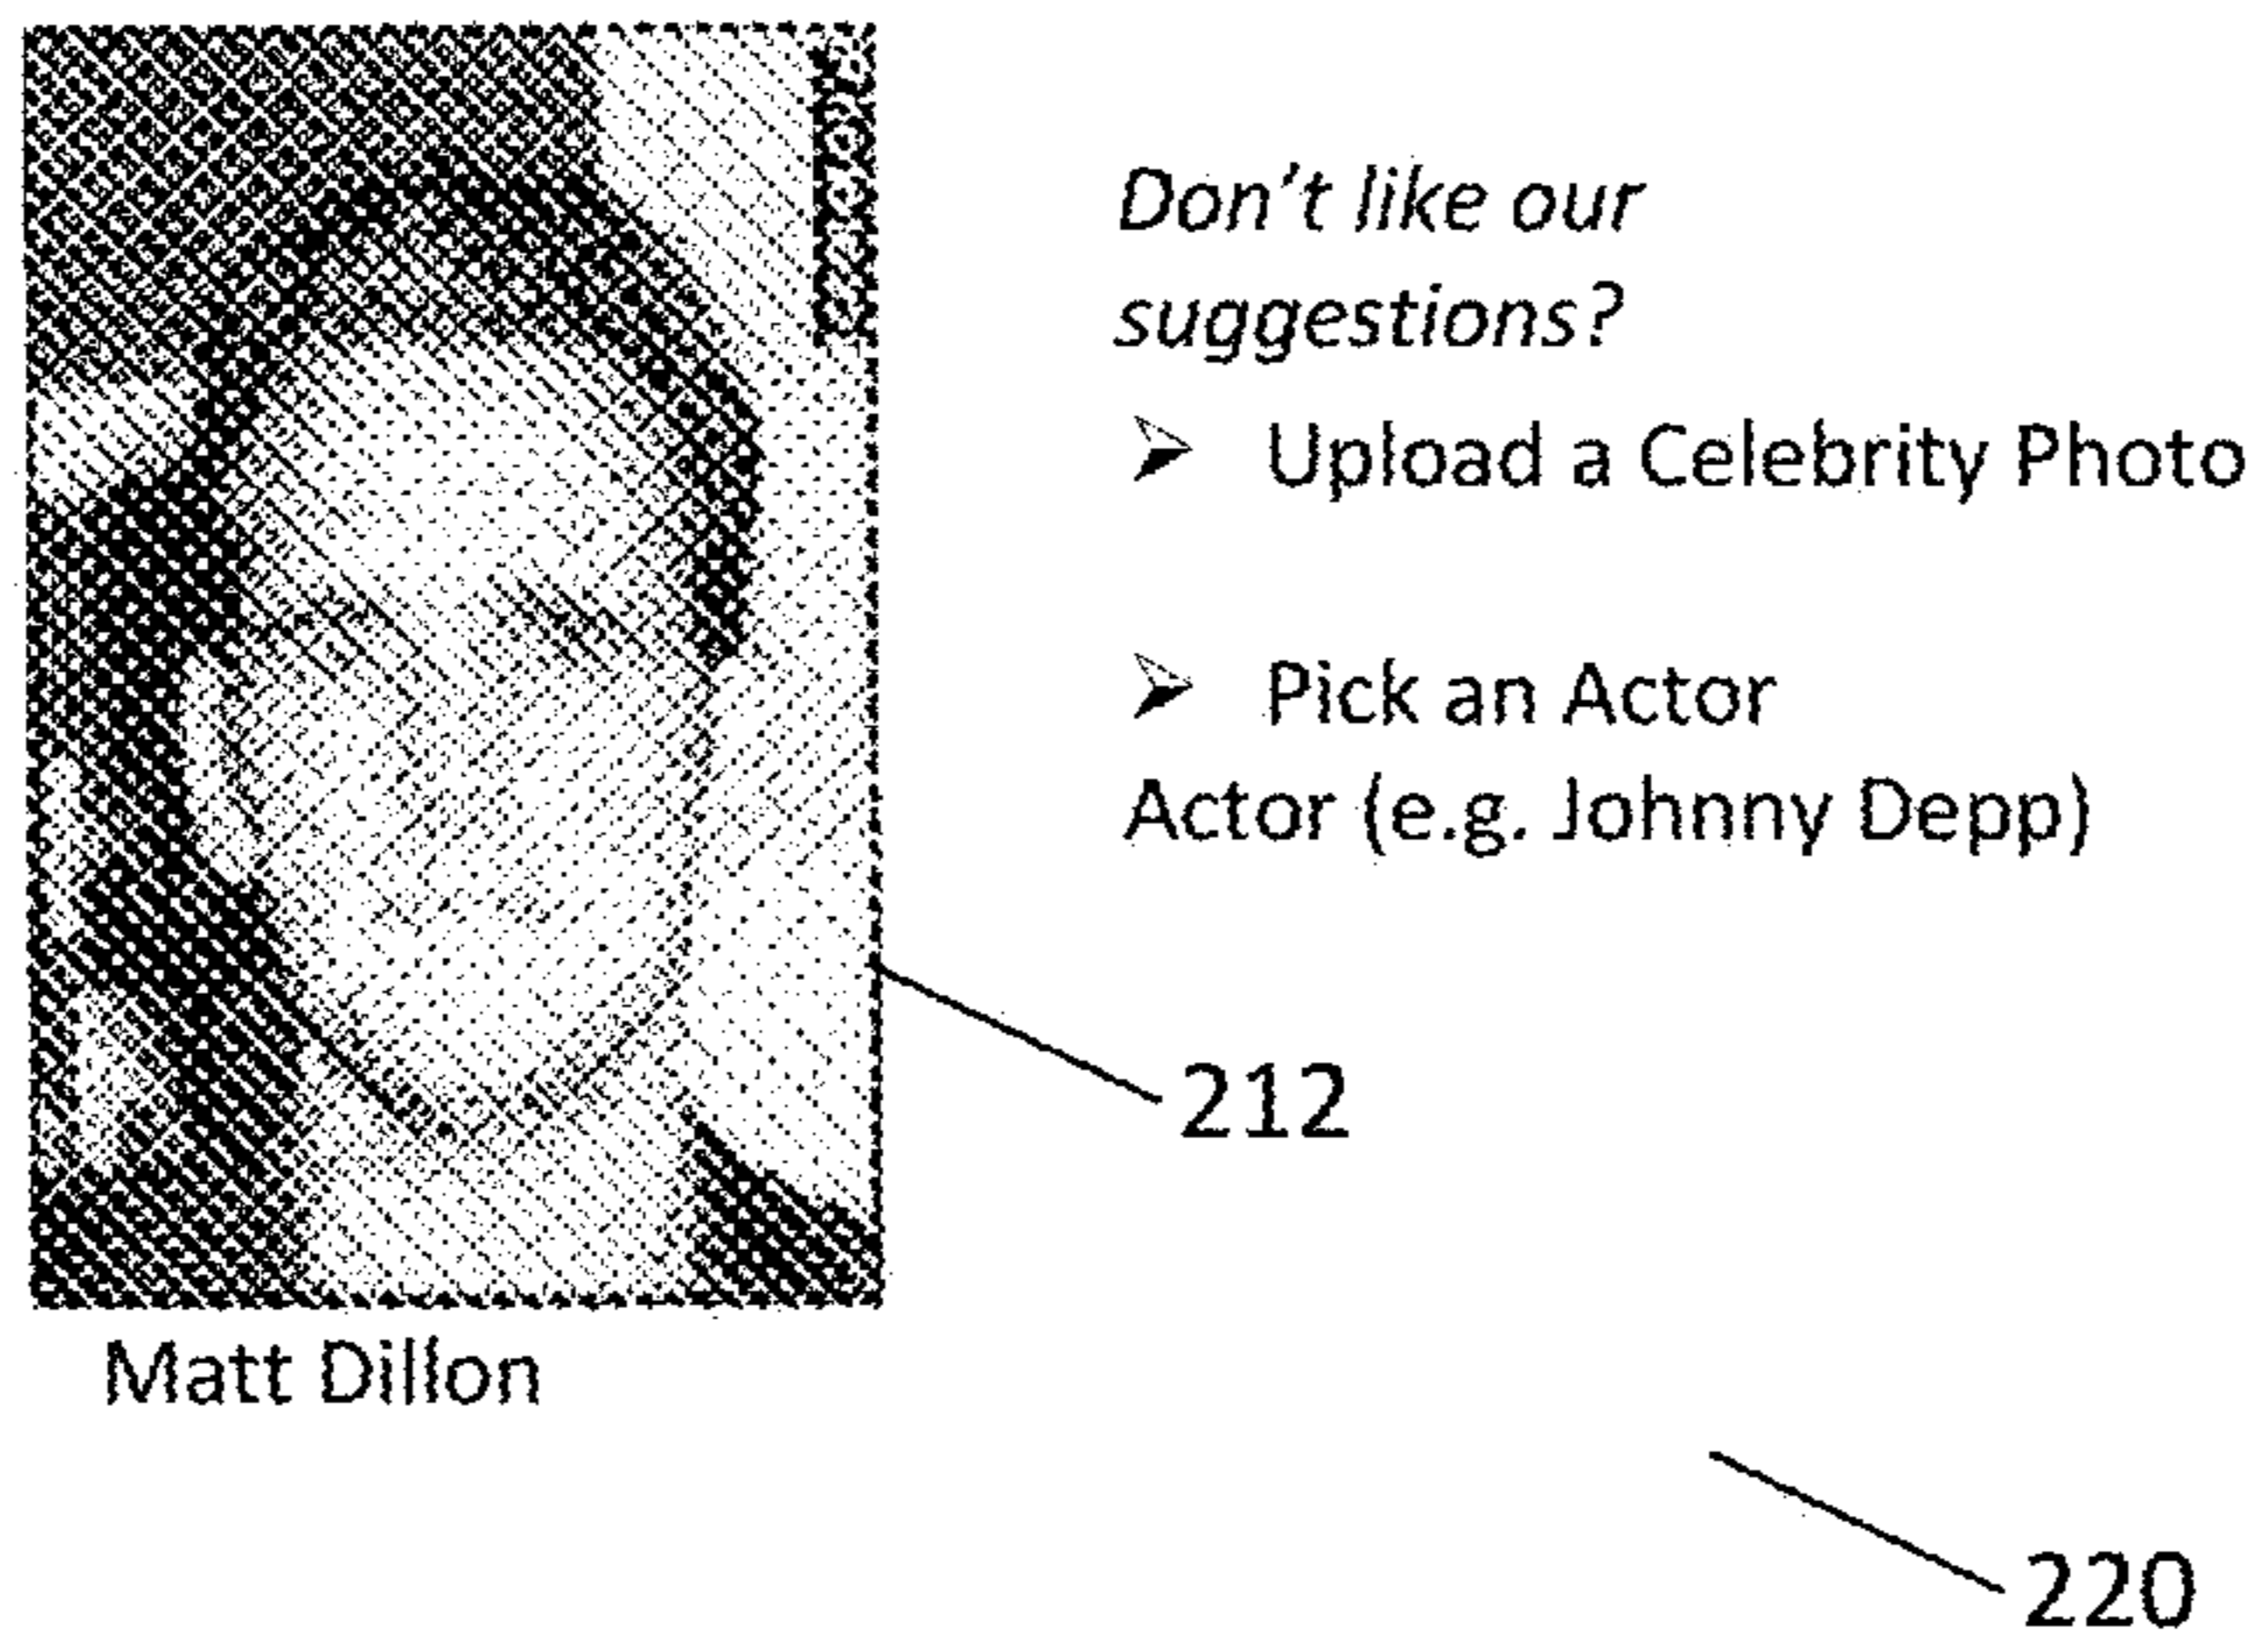 Don't like our
suggestions?
➢ Upload a Celebrity Photo
➢ Pick an Actor
Actor (e.g. Johnny Depp)
212
Matt Dillon
220